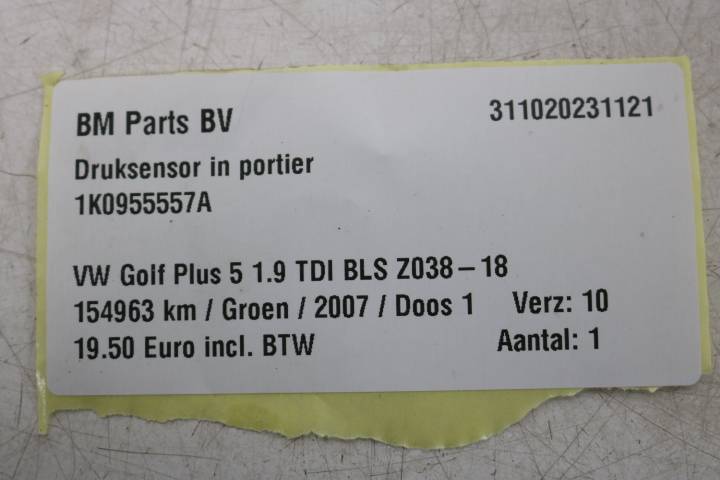 BM Parts BV 311020231121
Druksensor in portier
1K0955557A
VW Golf Plus 5 1.9 TDI BLS Z038-18
154963 km / Groen / 2007 / Doos 1 Verz: 10
19.50 Euro incl. BTW Aantal: 1